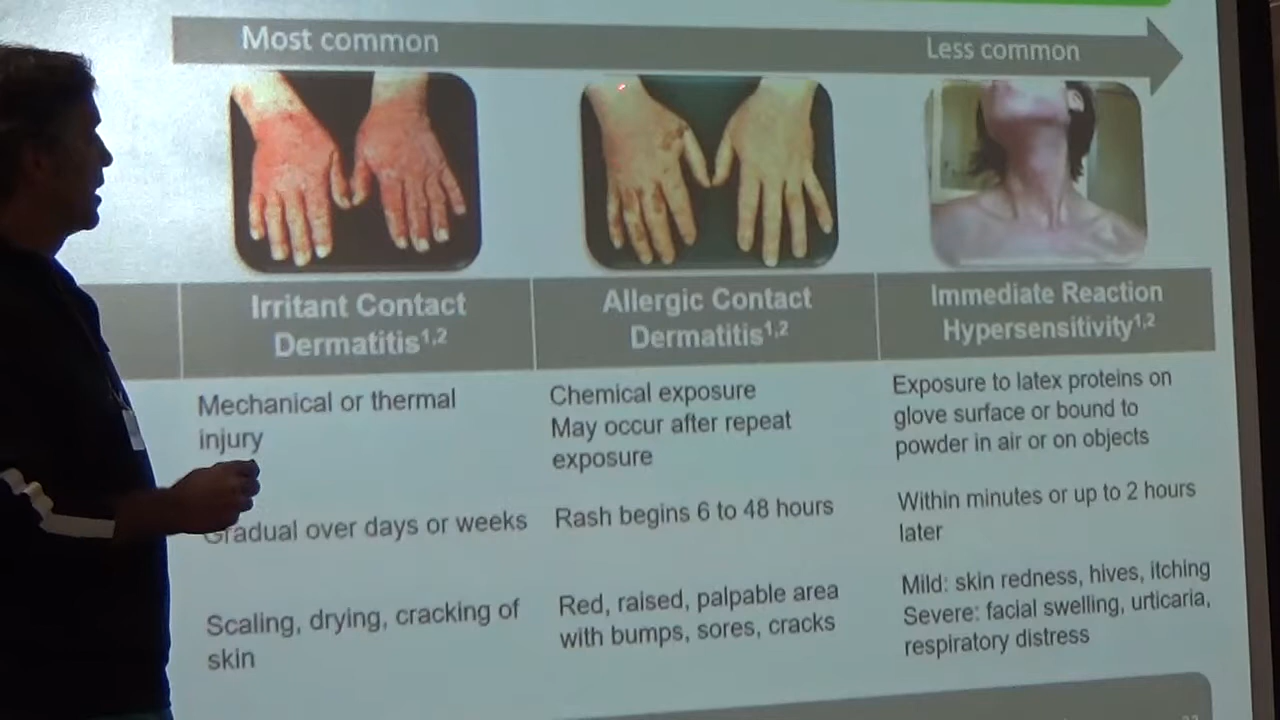 Most common
Less common
Irritant Contact
Dermatitis1,2
Allergic Contact
Dermatitis1,2
Immediate Reaction
Hypersensitivity1,2
Mechanical or thermal
injury
Chemical exposure
May occur after repeat
exposure
Exposure to latex proteins on
glove surface or bound to
powder in air or on objects
Gradual over days or weeks
Rash begins 6 to 48 hours
Within minutes or up to 2 hours
later
Scaling, drying, cracking of
skin
Red, raised, palpable area
with bumps, sores, cracks
Mild: skin redness, hives, itching
Severe: facial swelling, urticaria,
respiratory distress